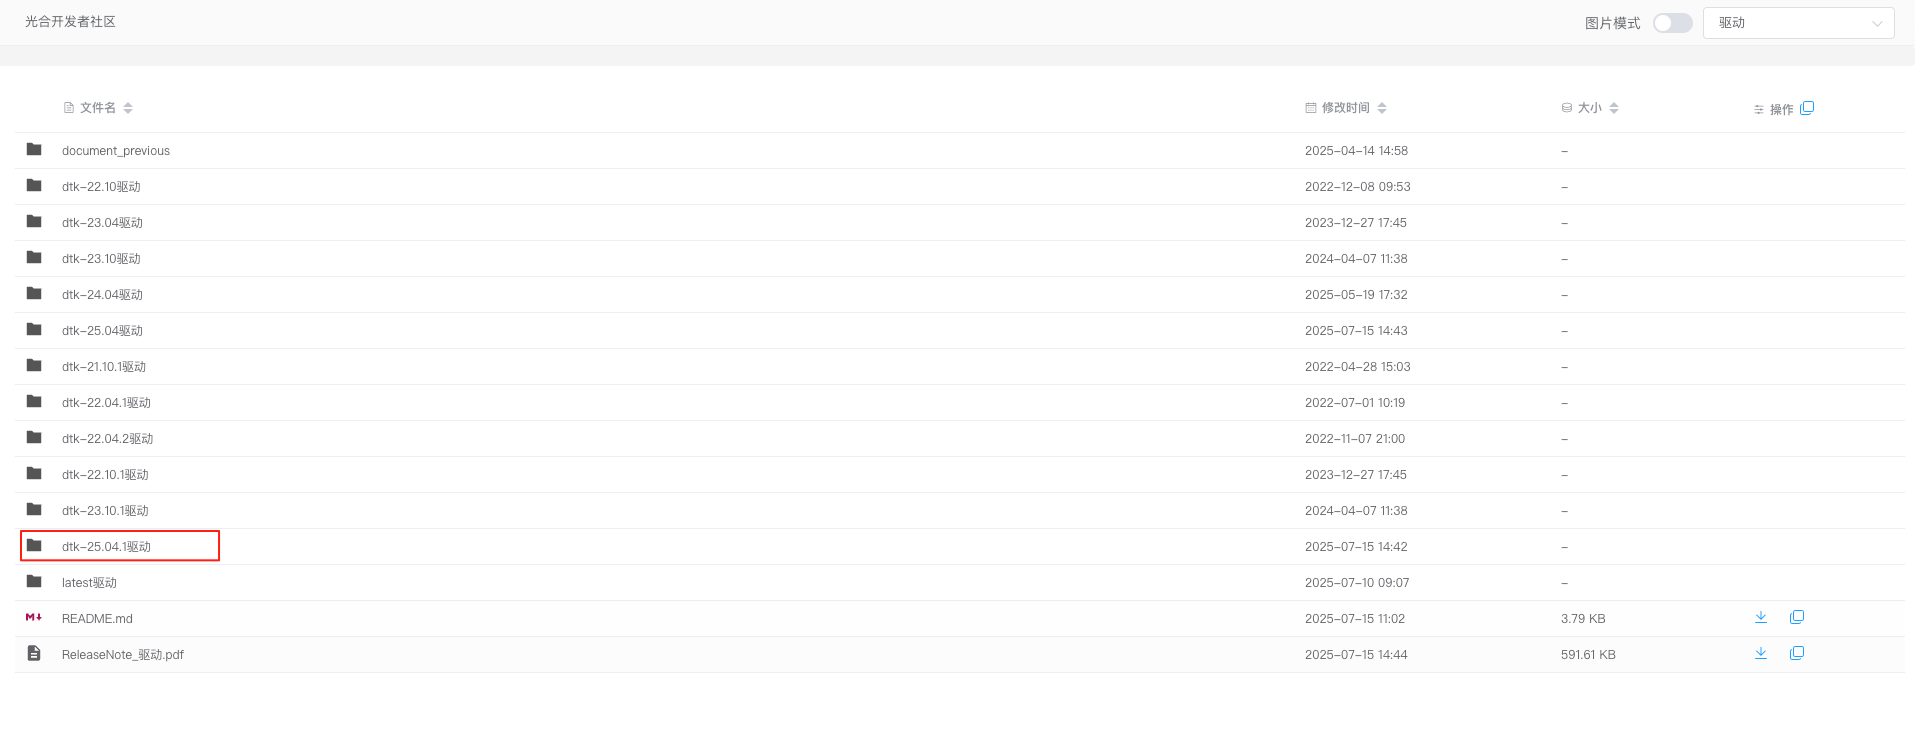 光合开发者社区 图片模式 驱动
文件名 修改时间 大小 操作
document_previous 2025-04-14 14:58 -
dtk-22.10驱动 2022-12-08 09:53 -
dtk-23.04驱动 2023-12-27 17:45 -
dtk-23.10驱动 2024-04-07 11:38 -
dtk-24.04驱动 2025-05-19 17:32 -
dtk-25.04驱动 2025-07-15 14:43 -
dtk-21.10.1驱动 2022-04-28 15:03 -
dtk-22.04.1驱动 2022-07-01 10:19 -
dtk-22.04.2驱动 2022-11-07 21:00 -
dtk-22.10.1驱动 2023-12-27 17:45 -
dtk-23.10.1驱动 2024-04-07 11:38 -
dtk-25.04.1驱动 2025-07-15 14:42 -
latest驱动 2025-07-10 09:07 -
README.md 2025-07-15 11:02 3.79 KB
ReleaseNote_驱动.pdf 2025-07-15 14:44 591.61 KB